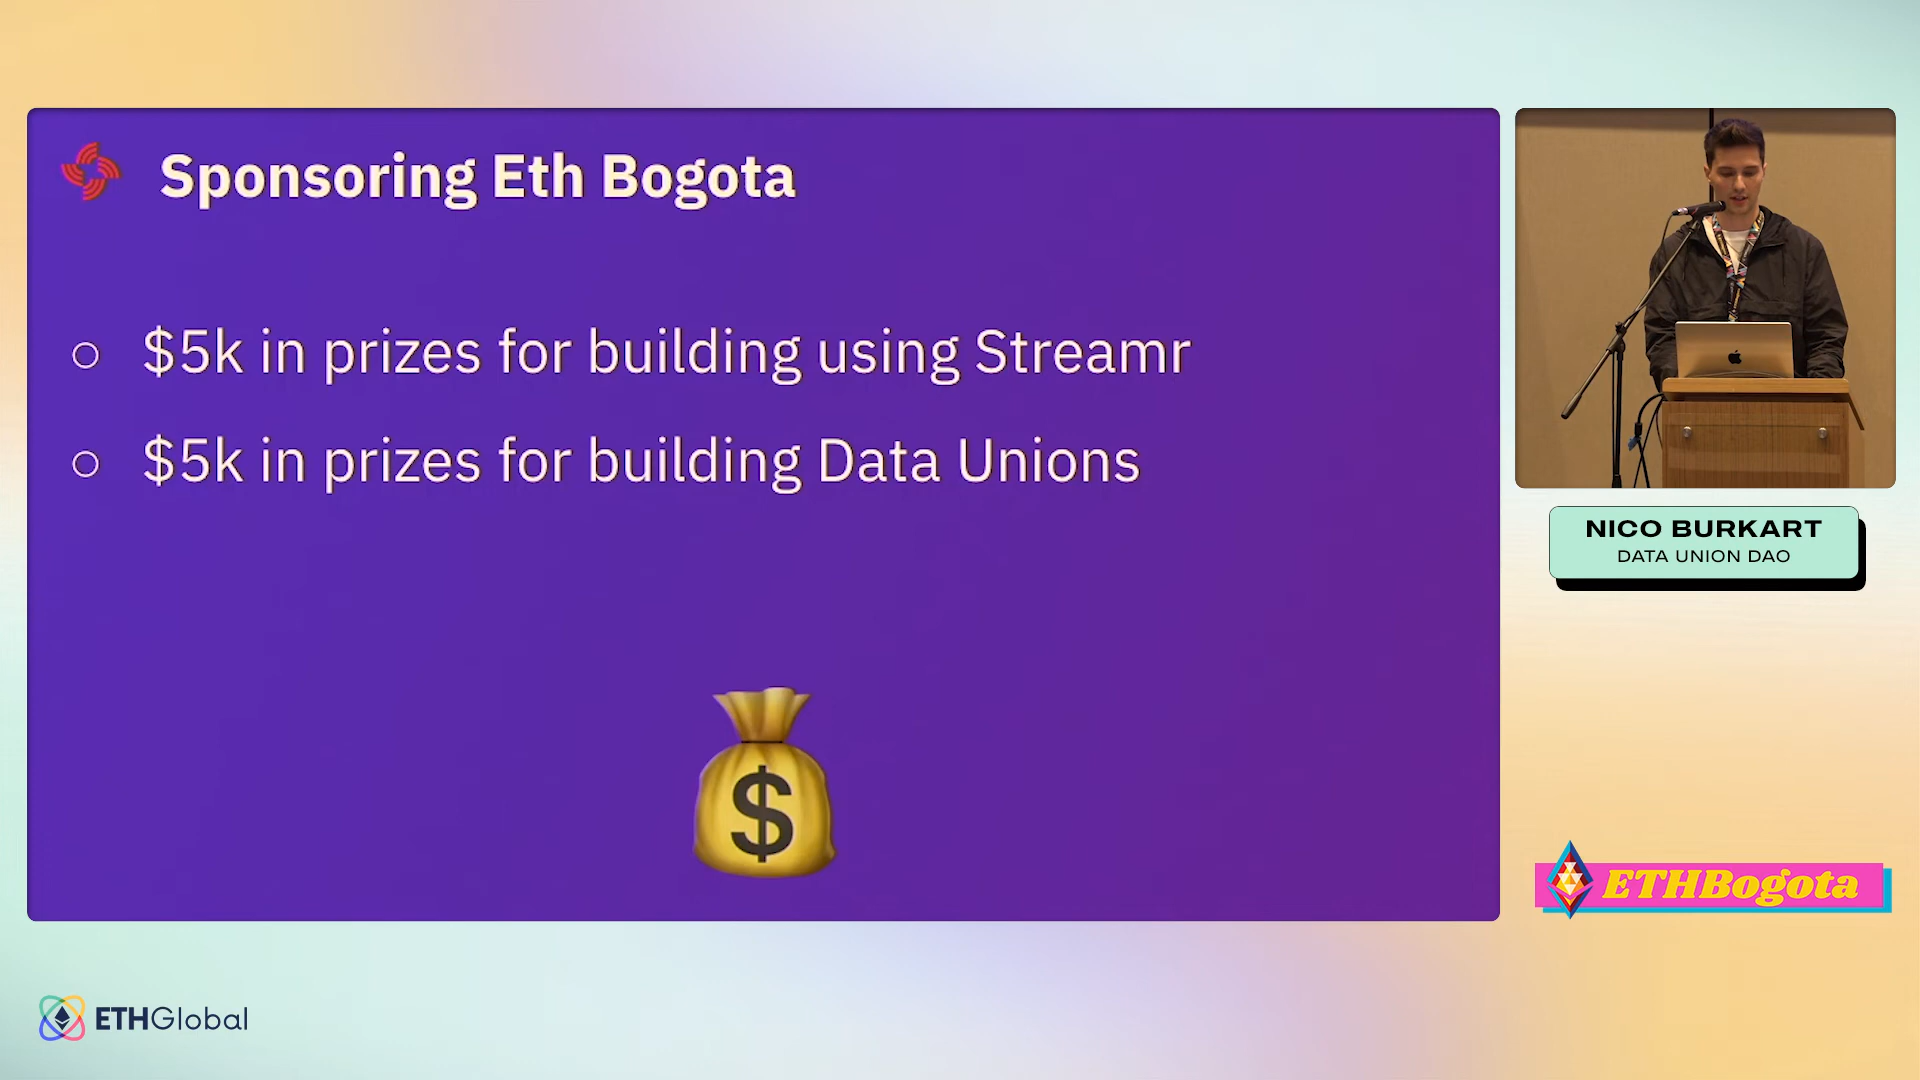 Sponsoring Eth Bogota
$5k in prizes for building using Streamr
$5k in prizes for building Data Unions
$
NICO BURKART
DATA UNION DAO
ETHBogota
ETHGlobal